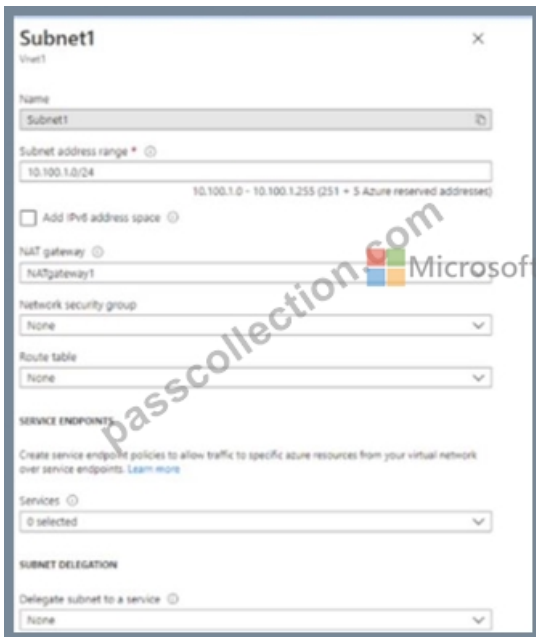 Subnet1
Vnet1
Name
Subnet1
Subnet address range *
10.100.1.0/24
10.100.1.0 - 10.100.1.255 (251 + 5 Azure reserved addresses)
Add IPv6 address space
NAT gateway
NATgateway1
Microsoft
Network security group
None
Route table
None
passcollection.com
SERVICE ENDPOINTS
Create service endpoint policies to allow traffic to specific azure resources from your virtual network
over service endpoints. Learn more
Services
0 selected
SUBNET DELEGATION
Delegate subnet to a service
None